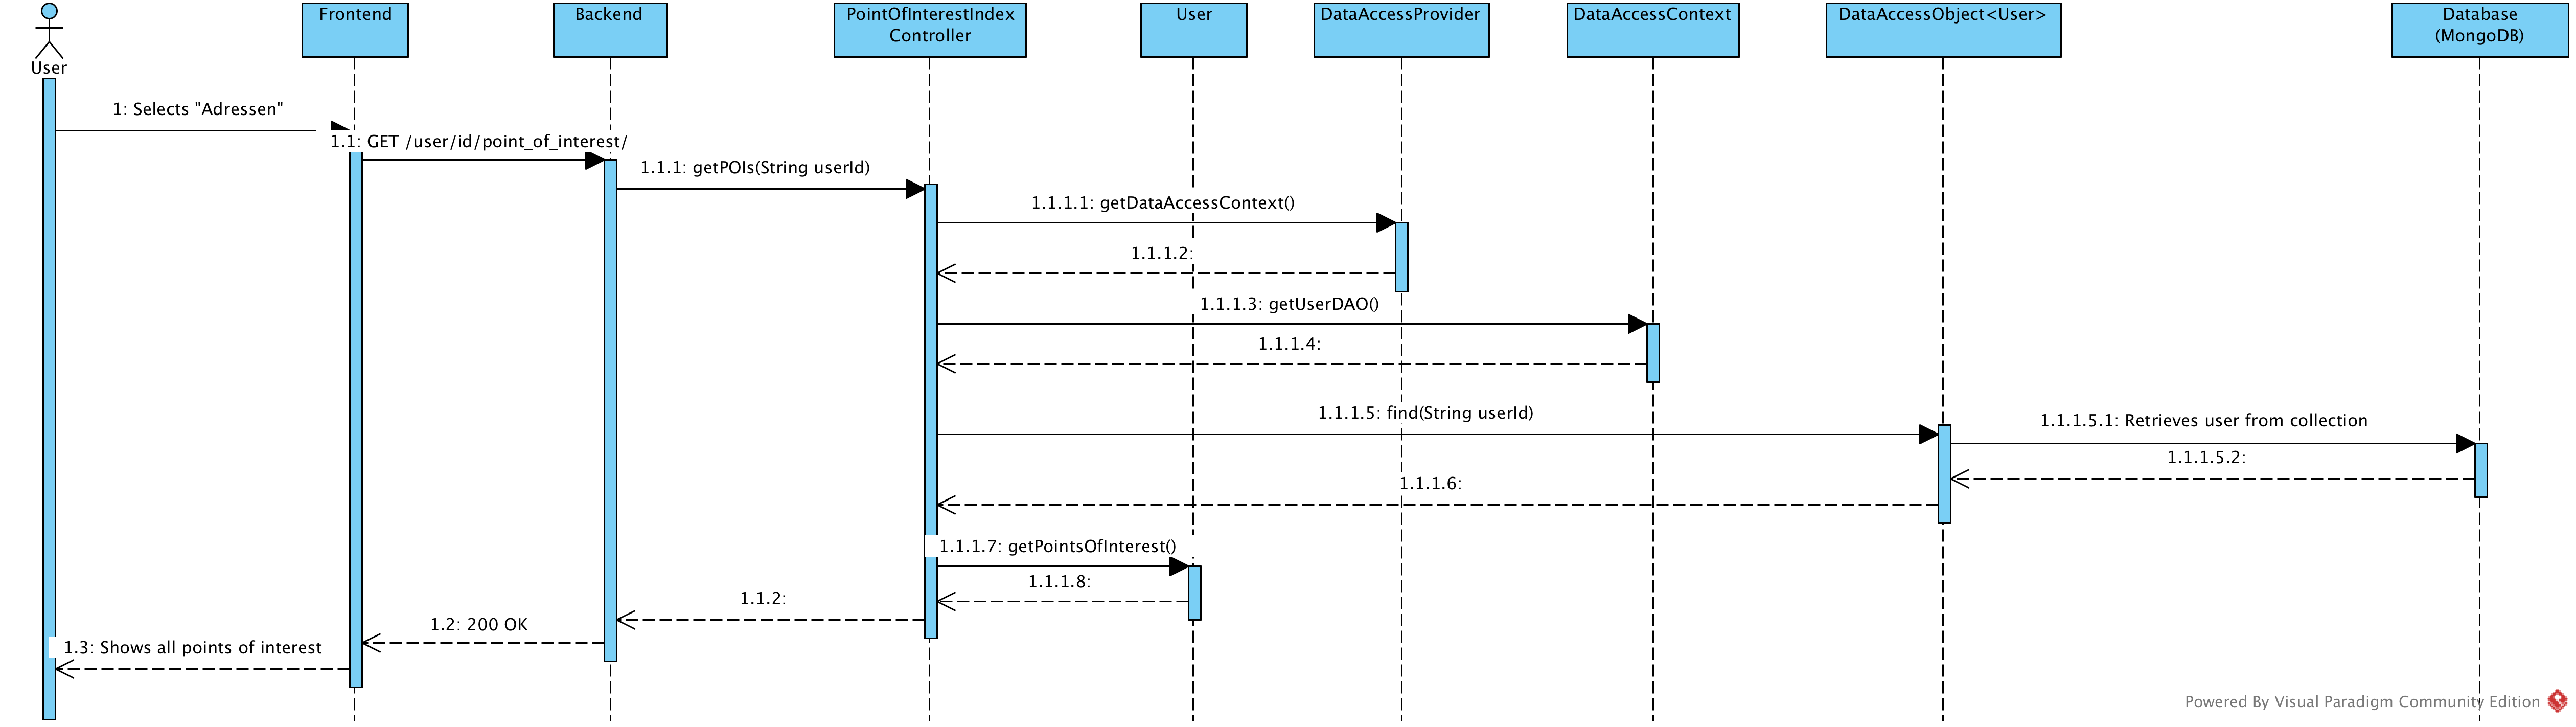 Frontend
Backend
PointOfInterestIndex
Controller
User
DataAccessProvider
DataAccessContext
DataAccessObject<User>
Database
(MongoDB)
User
1: Selects "Adressen"
1.1: GET /user/id/point_of_interest/
1.1.1: getPOIs(String userId)
1.1.1.1: getDataAccessContext()
1.1.1.2:
1.1.1.3: getUserDAO()
1.1.1.4:
1.1.1.5: find(String userId)
1.1.1.5.1: Retrieves user from collection
1.1.1.5.2:
1.1.1.6:
1.1.1.7: getPointsOfInterest()
1.1.1.8:
1.1.2:
1.2: 200 OK
1.3: Shows all points of interest
Powered By Visual Paradigm Community Edition